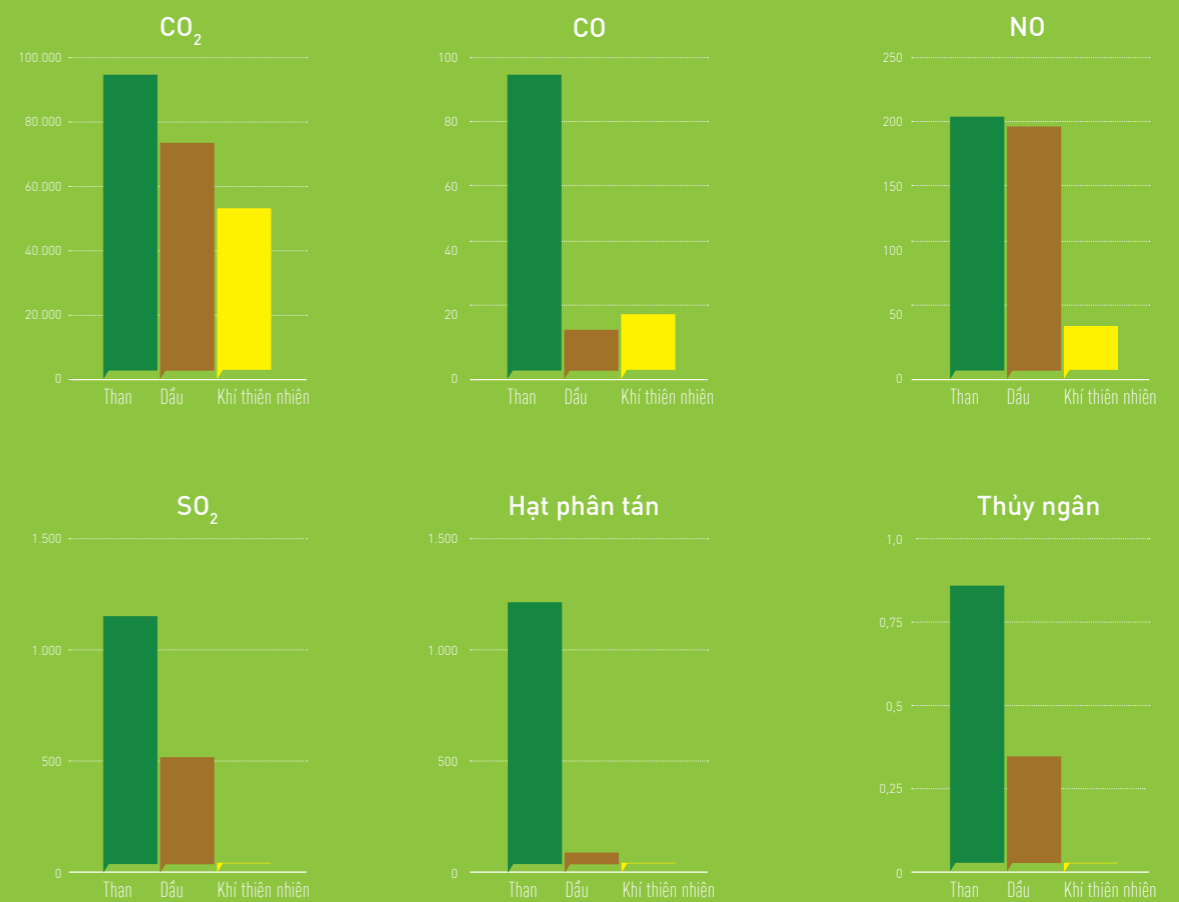 CO₂
100.000
80.000
60.000
40.000
20.000
0
Than Dầu Khí thiên nhiên
CO
100
80
60
40
20
0
Than Dầu Khí thiên nhiên
NO
250
200
150
100
50
0
Than Dầu Khí thiên nhiên
SO₂
1.500
1.000
500
0
Than Dầu Khí thiên nhiên
Hạt phân tán
1.500
1.000
500
0
Than Dầu Khí thiên nhiên
Thủy ngân
1,0
0,75
0,5
0,25
0
Than Dầu Khí thiên nhiên